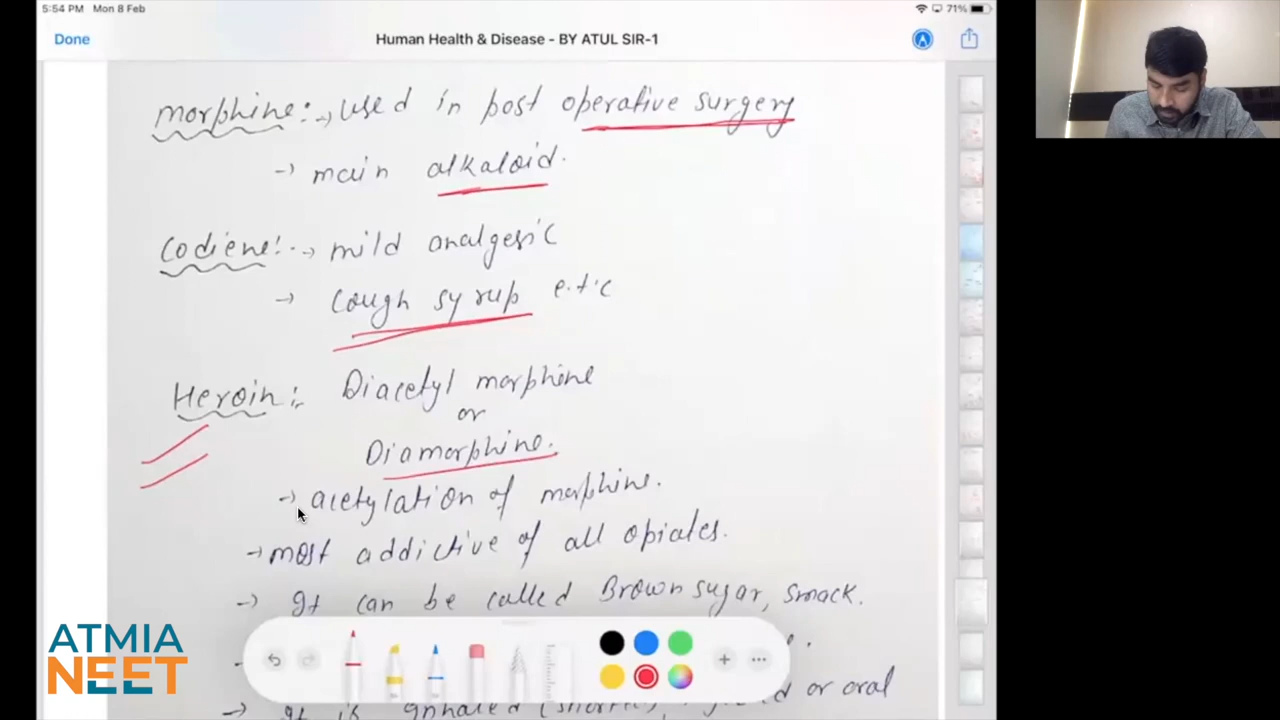 5:54 PM Mon 8 Feb
71%
Done
Human Health & Disease - BY ATUL SIR-1
morphine:→ used in post operative surgery
→ main alkaloid.
Codiene:→ mild analgesic
→ cough syrup e.t.c
Heroin: Diacetyl morphine
or
Diamorphine.
→ acetylation of morphine.
→ most addictive of all opiates.
→ It can be called Brown sugar, smack.
or oral
→ It is inhaled
ATMIA
NEET